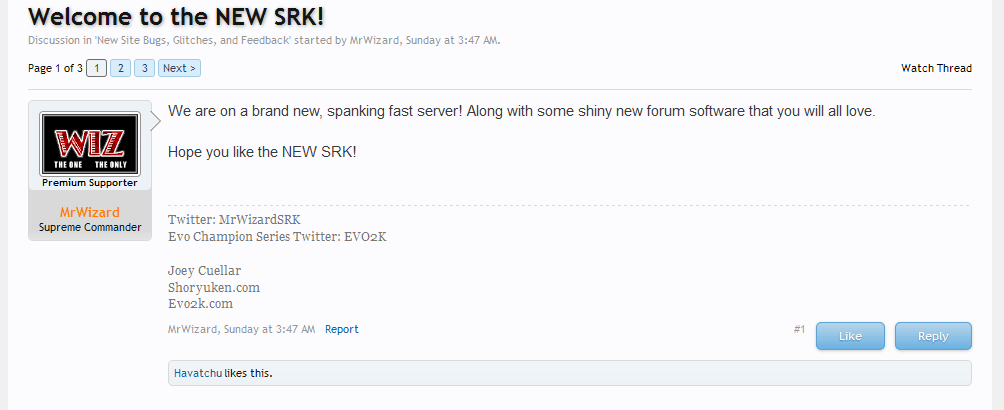 Welcome to the NEW SRK!
Discussion in 'New Site Bugs, Glitches, and Feedback' started by MrWizard, Sunday at 3:47 AM.
Page 1 of 3 1 2 3 Next >
Watch Thread
WIZ
THE ONE THE ONLY
Premium Supporter
MrWizard
Supreme Commander
We are on a brand new, spanking fast server! Along with some shiny new forum software that you will all love.
Hope you like the NEW SRK!
Twitter: MrWizardSRK
Evo Champion Series Twitter: EVO2K
Joey Cuellar
Shoryuken.com
Evo2k.com
MrWizard, Sunday at 3:47 AM Report
#1 Like Reply
Havatchu likes this.